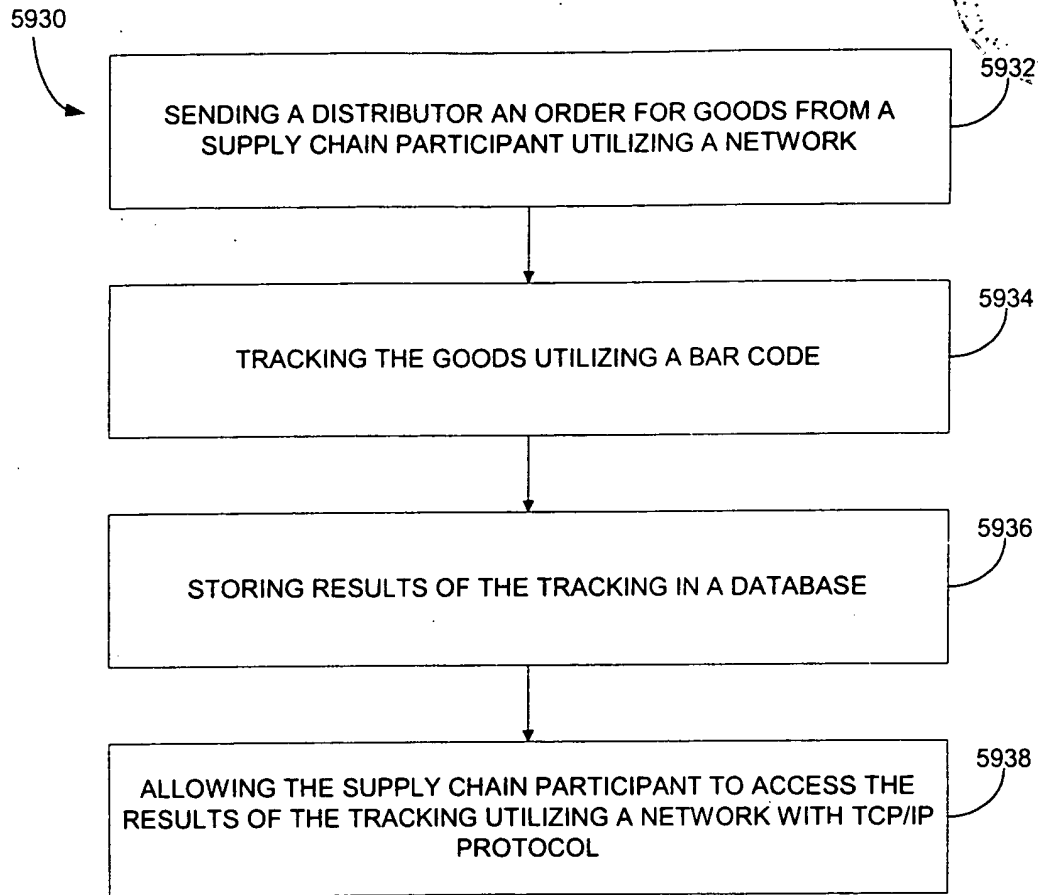 5930
5932
SENDING A DISTRIBUTOR AN ORDER FOR GOODS FROM A
SUPPLY CHAIN PARTICIPANT UTILIZING A NETWORK
5934
TRACKING THE GOODS UTILIZING A BAR CODE
5936
STORING RESULTS OF THE TRACKING IN A DATABASE
5938
ALLOWING THE SUPPLY CHAIN PARTICIPANT TO ACCESS THE
RESULTS OF THE TRACKING UTILIZING A NETWORK WITH TCP/IP
PROTOCOL